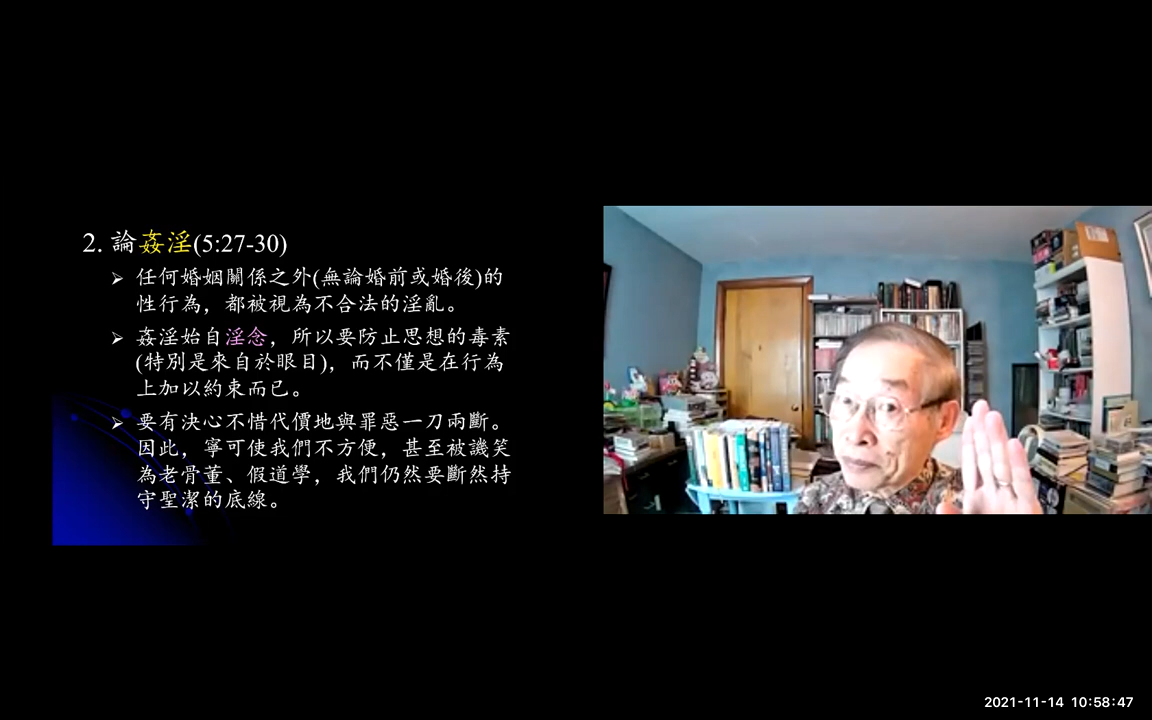 2. 論姦淫(5:27-30)
➢ 任何婚姻關係之外(無論婚前或婚後)的
性行為，都被視為不合法的淫亂。
➢ 姦淫始自淫念，所以要防止思想的毒素
(特別是來自於眼目)，而不僅是在行為
上加以約束而已。
➢ 要有決心不惜代價地與罪惡一刀兩斷。
因此，寧可使我們不方便，甚至被譏笑
為老骨董、假道學，我們仍然要斷然持
守聖潔的底線。
2021-11-14 10:58:47